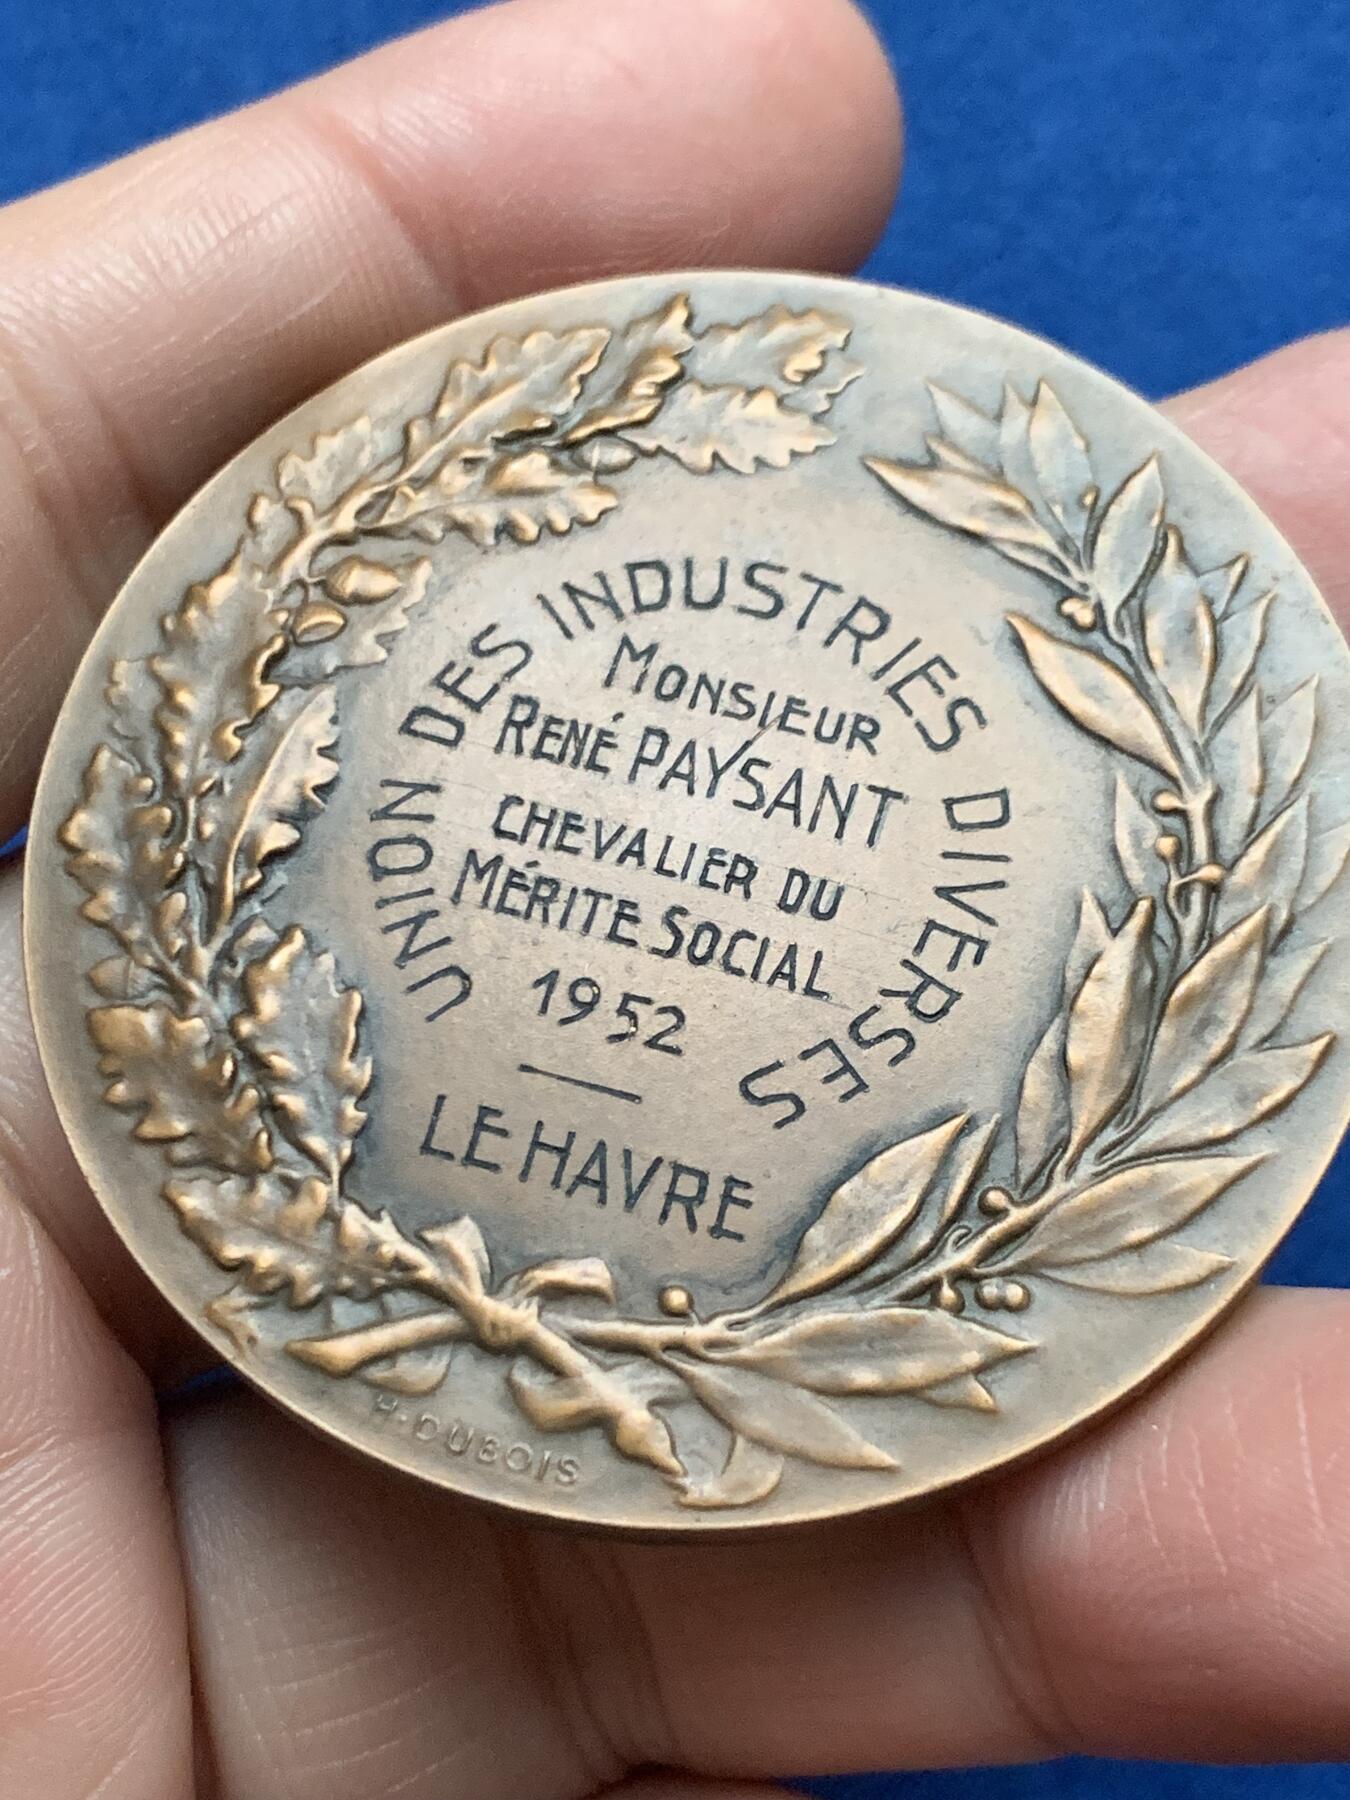 UNION DES INDUSTRIES DIVERSES
MONSIEUR
RENÉ PAYSANT
CHEVALIER DU
MÉRITE SOCIAL
1952
LE HAVRE
H. DUBOIS